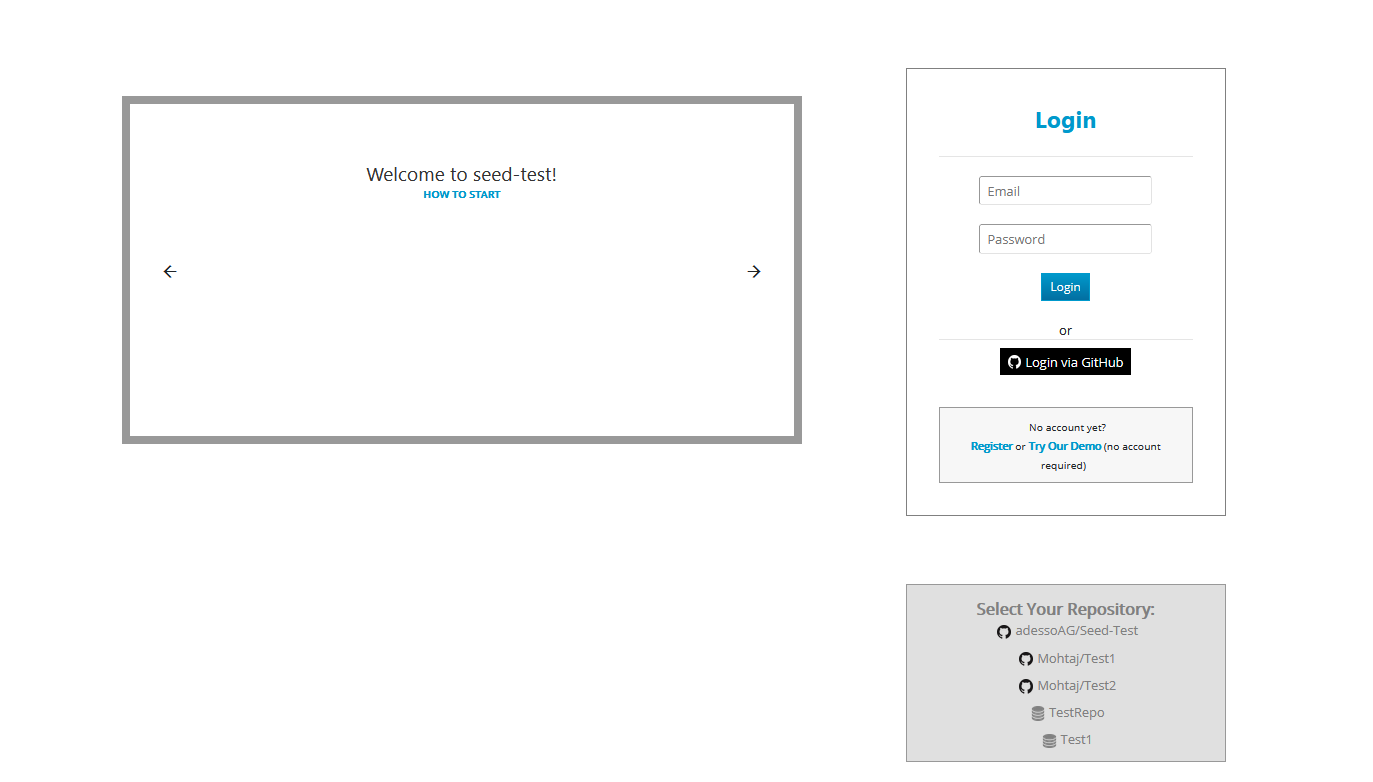 Welcome to seed-test!
HOW TO START
Login
Email
Password
Login
or
Login via GitHub
No account yet?
Register or Try Our Demo (no account
required)
Select Your Repository:
adessoAG/Seed-Test
Mohtaj/Test1
Mohtaj/Test2
TestRepo
Test1